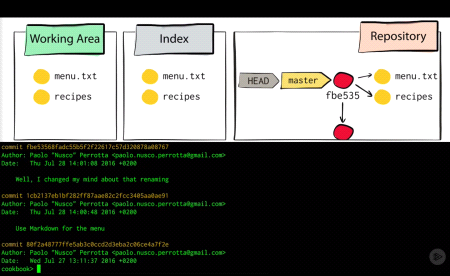 Working Area
Index
Repository
menu.txt
recipes
menu.txt
recipes
HEAD
master
fbe535
menu.txt
recipes
commit fbe53568fadc55b5f2f22617c57d320878a08767
Author: Paolo "Nusco" Perrotta <paolo.nusco.perrotta@gmail.com>
Date: Thu Jul 28 14:01:08 2016 +0200
Well, I changed my mind about that renaming
commit 1cb2137eb1bf282ff87aae82c2fcc3405aa0ae91
Author: Paolo "Nusco" Perrotta <paolo.nusco.perrotta@gmail.com>
Date: Thu Jul 28 14:00:48 2016 +0200
Use Markdown for the menu
commit 80f2a48777ffe5ab3c0ccd2d3eba2c06ce4a7f2e
Author: Paolo "Nusco" Perrotta <paolo.nusco.perrotta@gmail.com>
Date: Wed Jul 27 13:11:37 2016 +0200
cookbook>